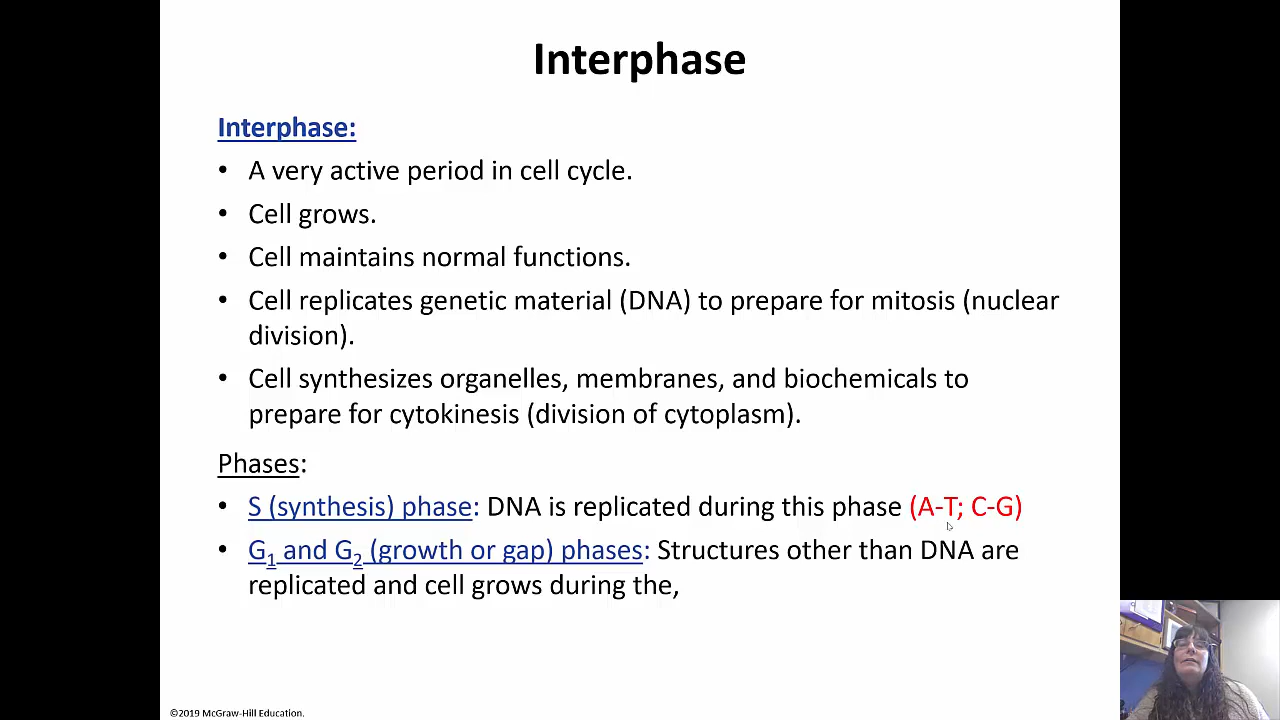 Interphase
Interphase:
• A very active period in cell cycle.
• Cell grows.
• Cell maintains normal functions.
• Cell replicates genetic material (DNA) to prepare for mitosis (nuclear
division).
• Cell synthesizes organelles, membranes, and biochemicals to
prepare for cytokinesis (division of cytoplasm).
Phases:
• S (synthesis) phase: DNA is replicated during this phase (A-T; C-G)
• G₁ and G₂ (growth or gap) phases: Structures other than DNA are
replicated and cell grows during the,
©2019 McGraw-Hill Education.